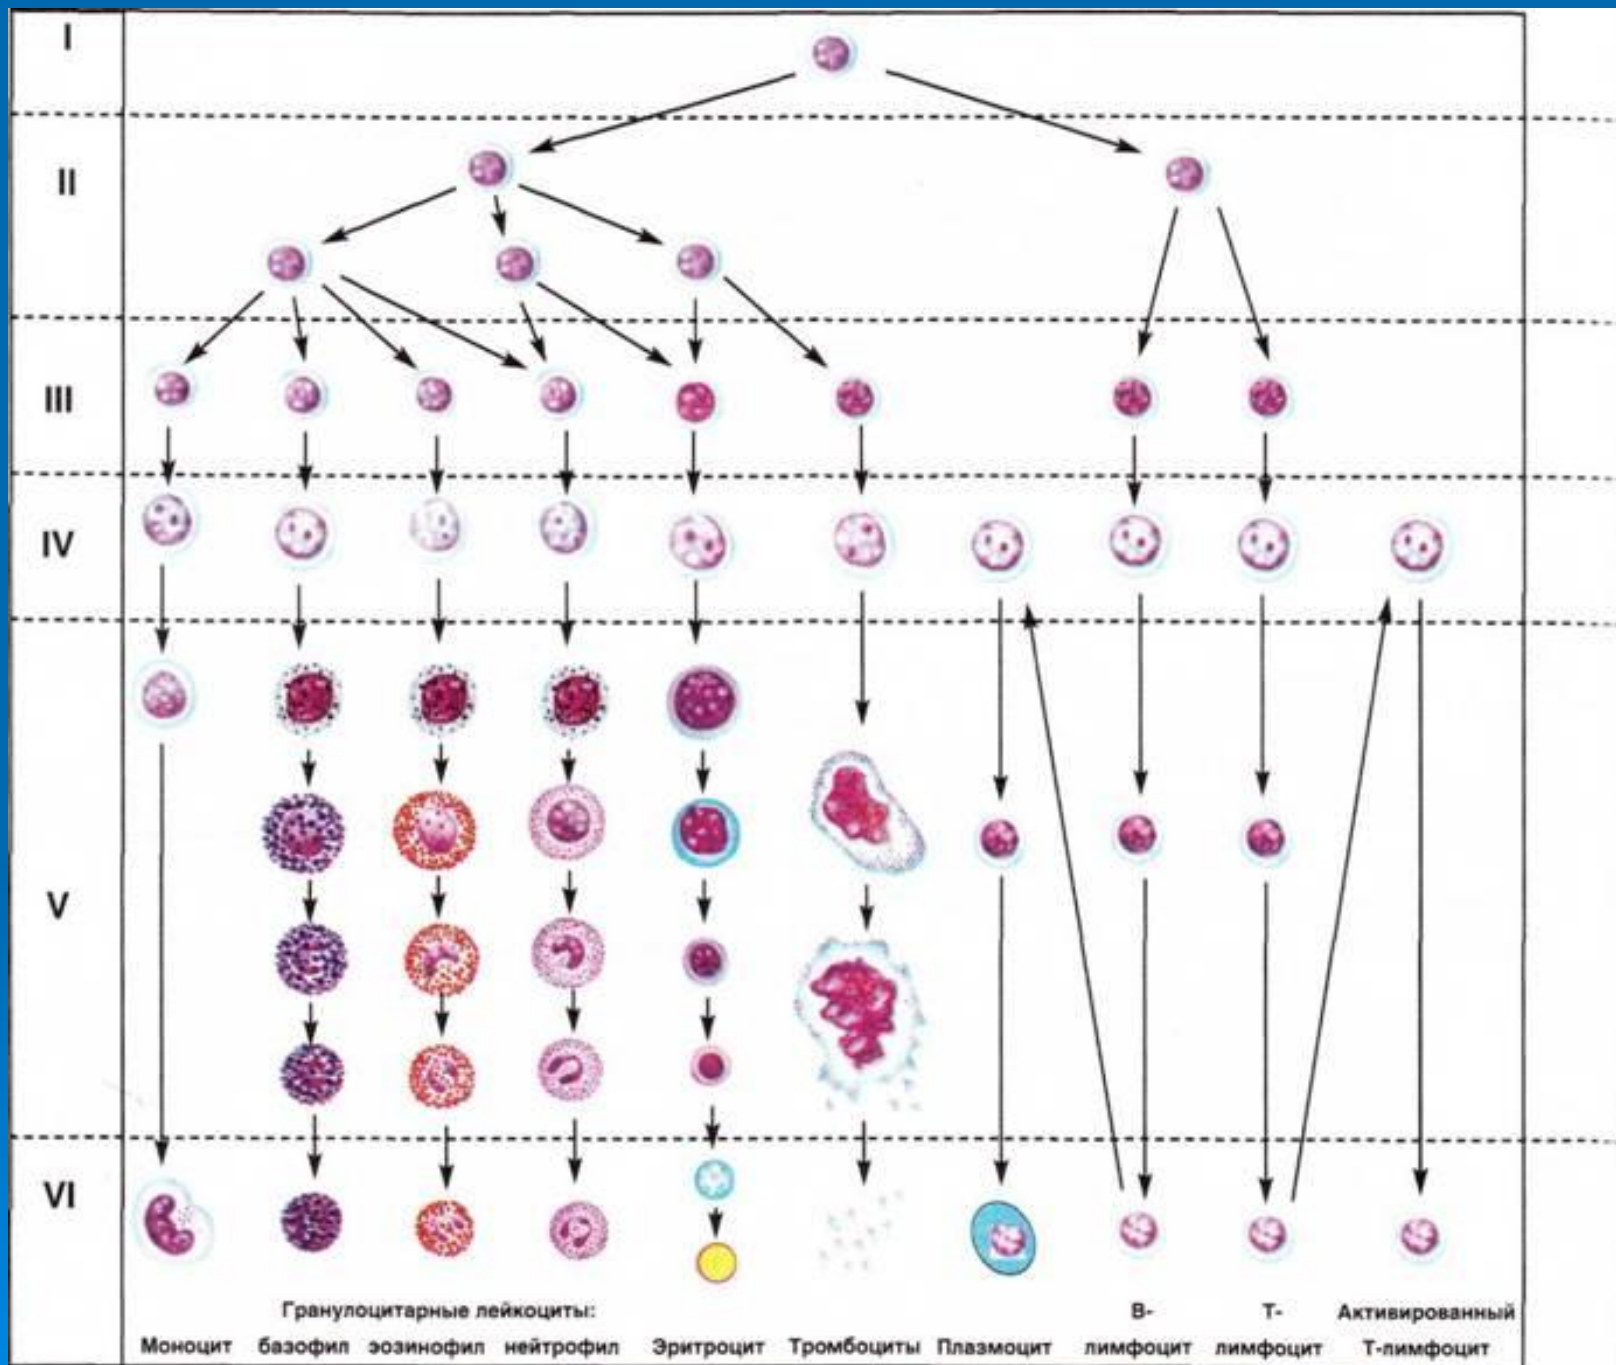 I
II
III
IV
V
VI
Гранулоцитарные лейкоциты:
В-
Т-
Активированный
Моноцит
базофил
эозинофил
нейтрофил
Эритроцит
Тромбоциты
Плазмоцит
лимфоцит
лимфоцит
Т-лимфоцит